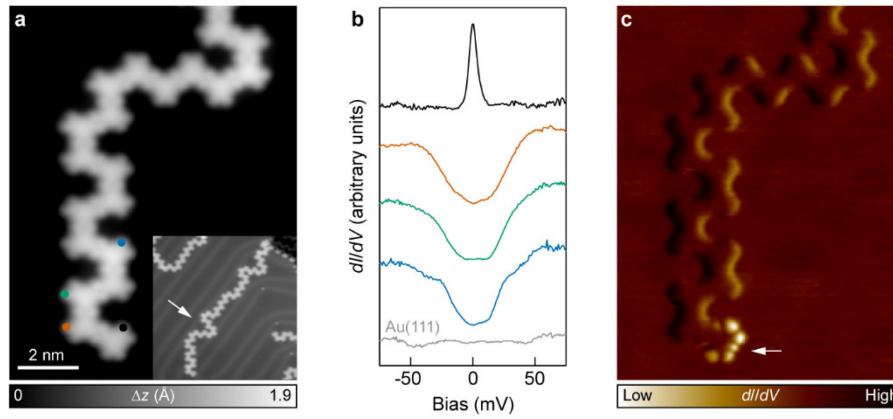 a
2 nm
0 Δz (Å) 1.9
b
dI/dV (arbitrary units)
Au(111)
-50 0 50
Bias (mV)
c
Low dI/dV High